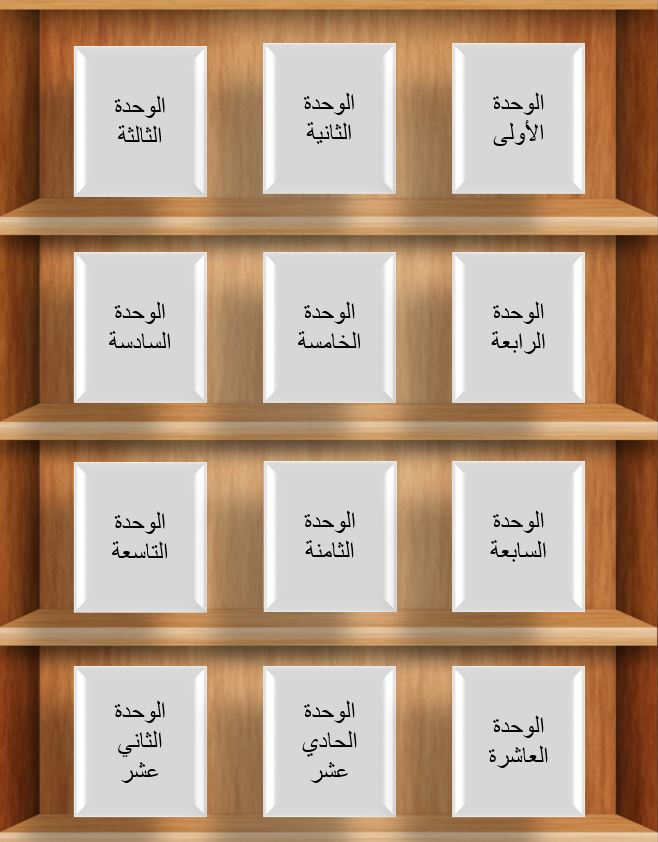 الوحدة
الأولى
الوحدة
الثانية
الوحدة
الثالثة
الوحدة
الرابعة
الوحدة
الخامسة
الوحدة
السادسة
الوحدة
السابعة
الوحدة
الثامنة
الوحدة
التاسعة
الوحدة
العاشرة
الوحدة
الحادي
عشر
الوحدة
الثاني
عشر